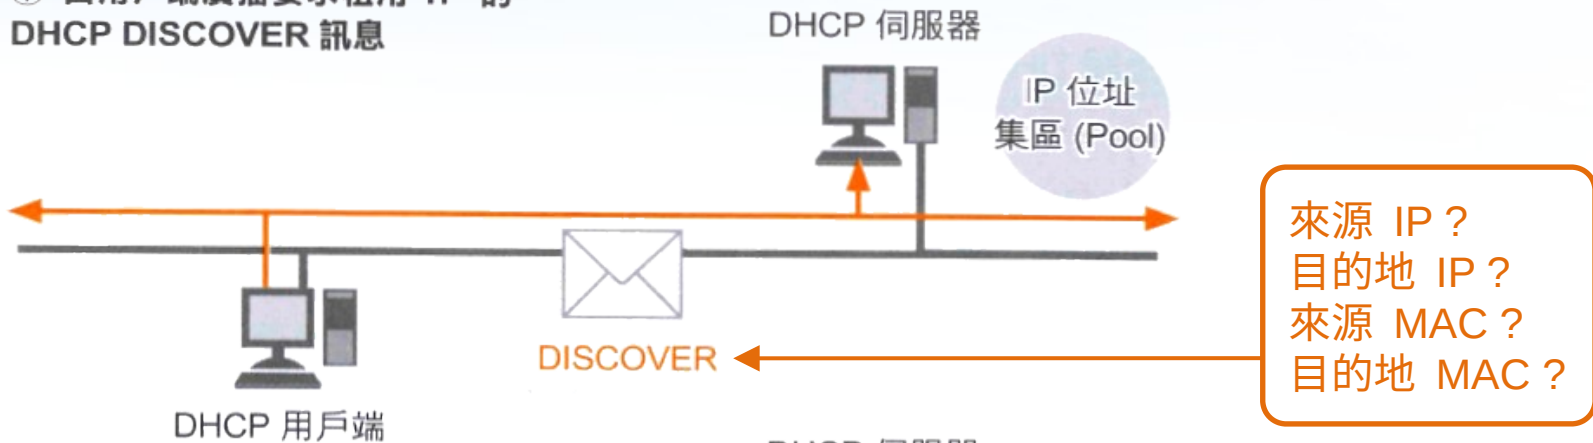 DHCP DISCOVER 訊息
DHCP 伺服器
IP 位址
集區 (Pool)
來源 IP ?
目的地 IP ?
來源 MAC ?
目的地 MAC ?
DISCOVER
DHCP 用戶端